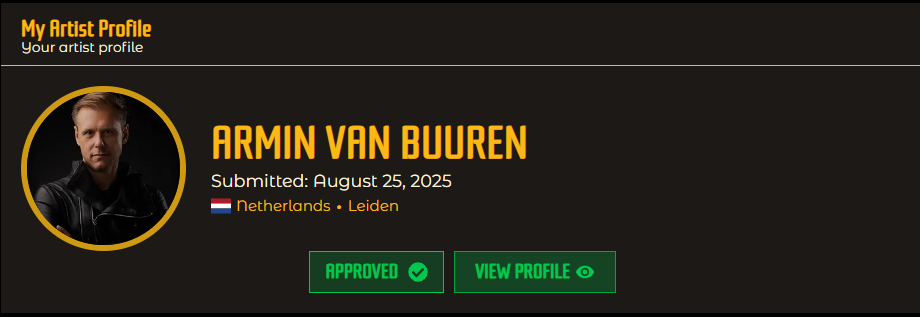 My Artist Profile
Your artist profile
ARMIN VAN BUUREN
Submitted: August 25, 2025
Netherlands • Leiden
APPROVED
VIEW PROFILE